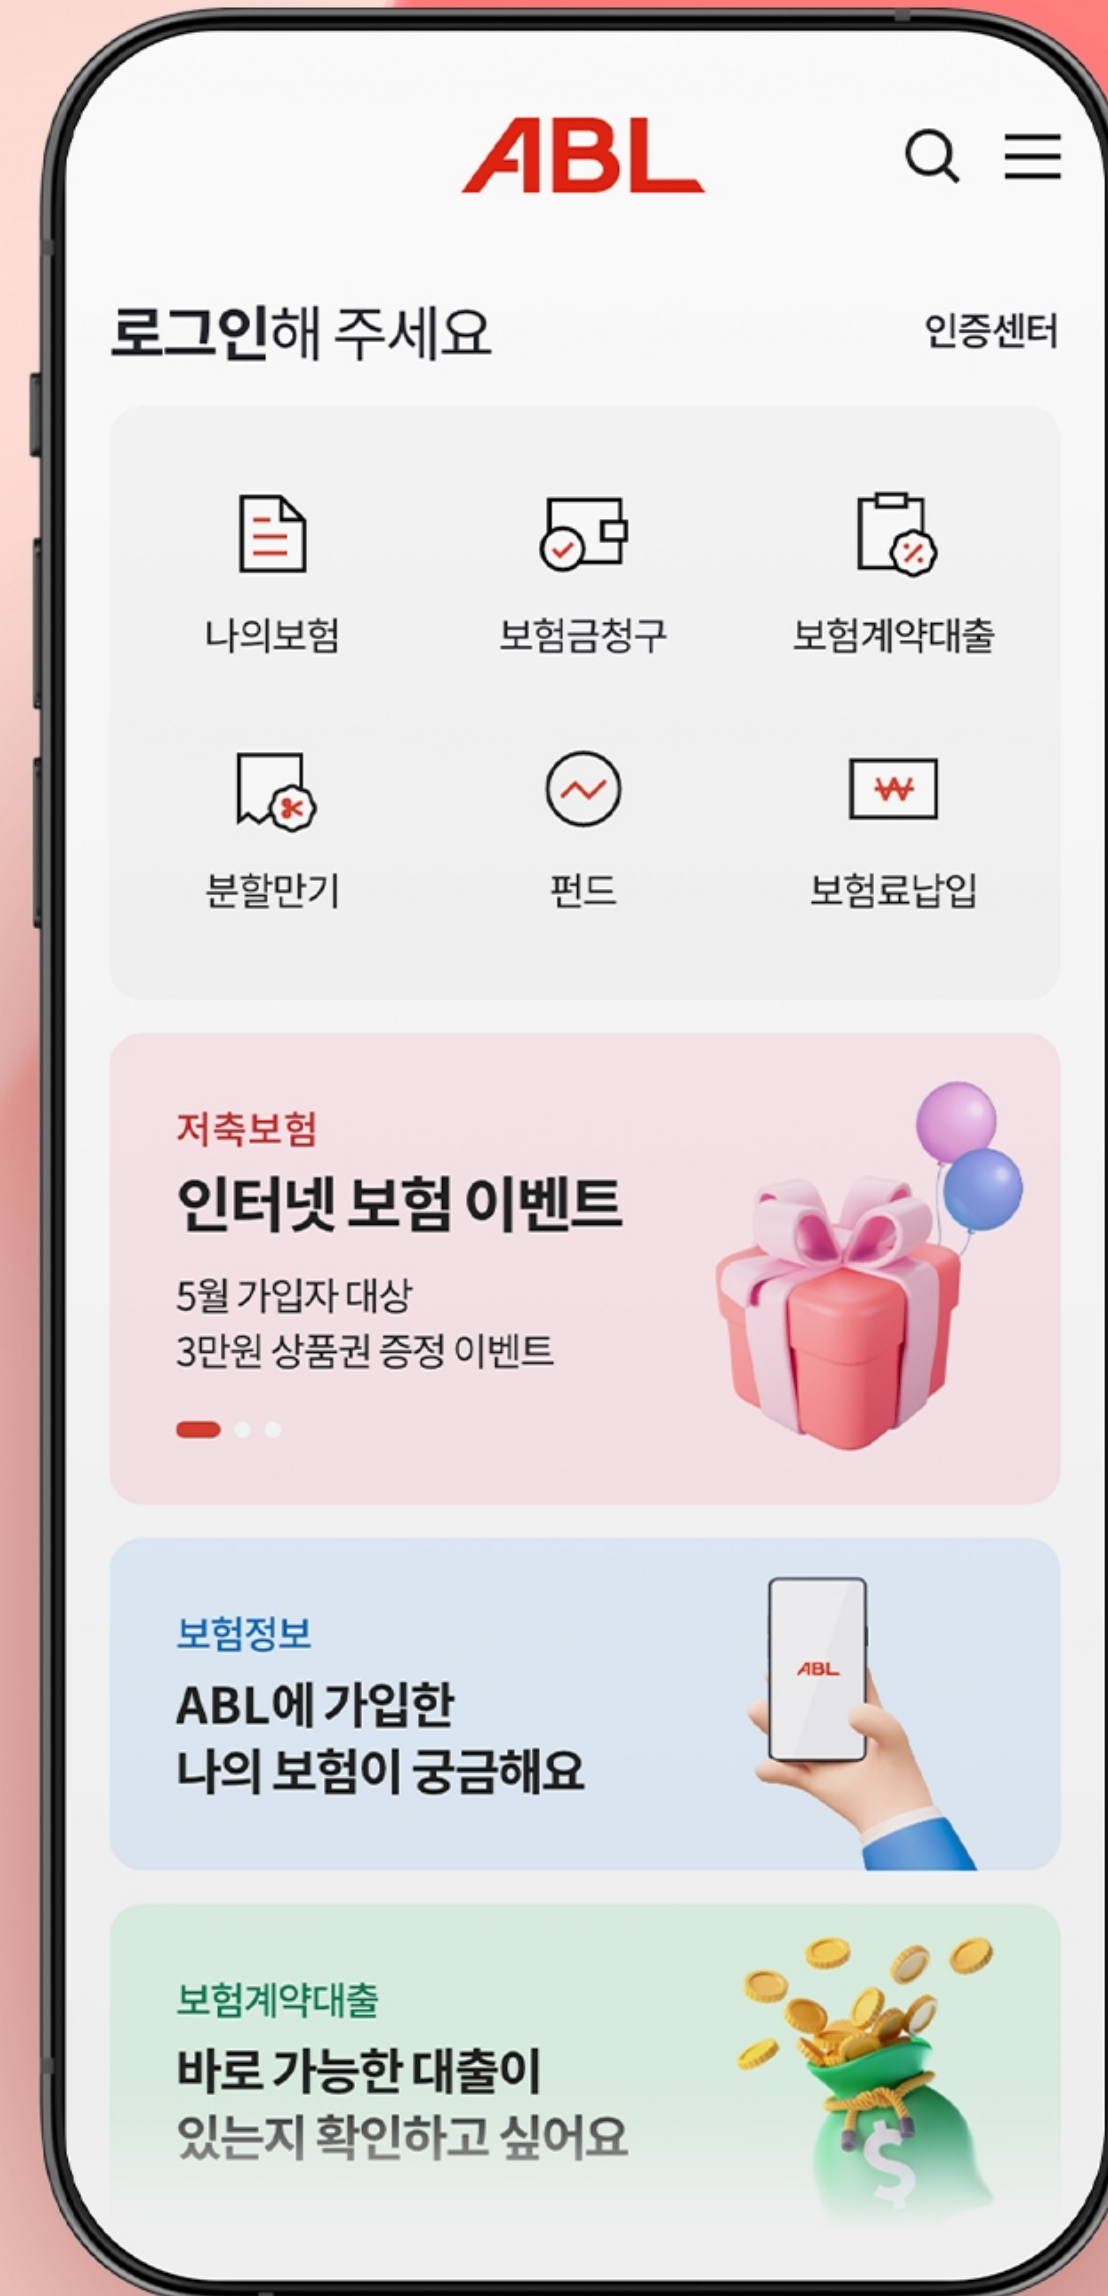 ABL
로그인해 주세요
인증센터
나의보험
보험금청구
보험계약대출
분할만기
펀드
보험료납입
저축보험
인터넷 보험 이벤트
5월 가입자 대상
3만원 상품권 증정 이벤트
보험정보
ABL에 가입한
나의 보험이 궁금해요
ABL
보험계약대출
바로 가능한 대출이
있는지 확인하고 싶어요
$